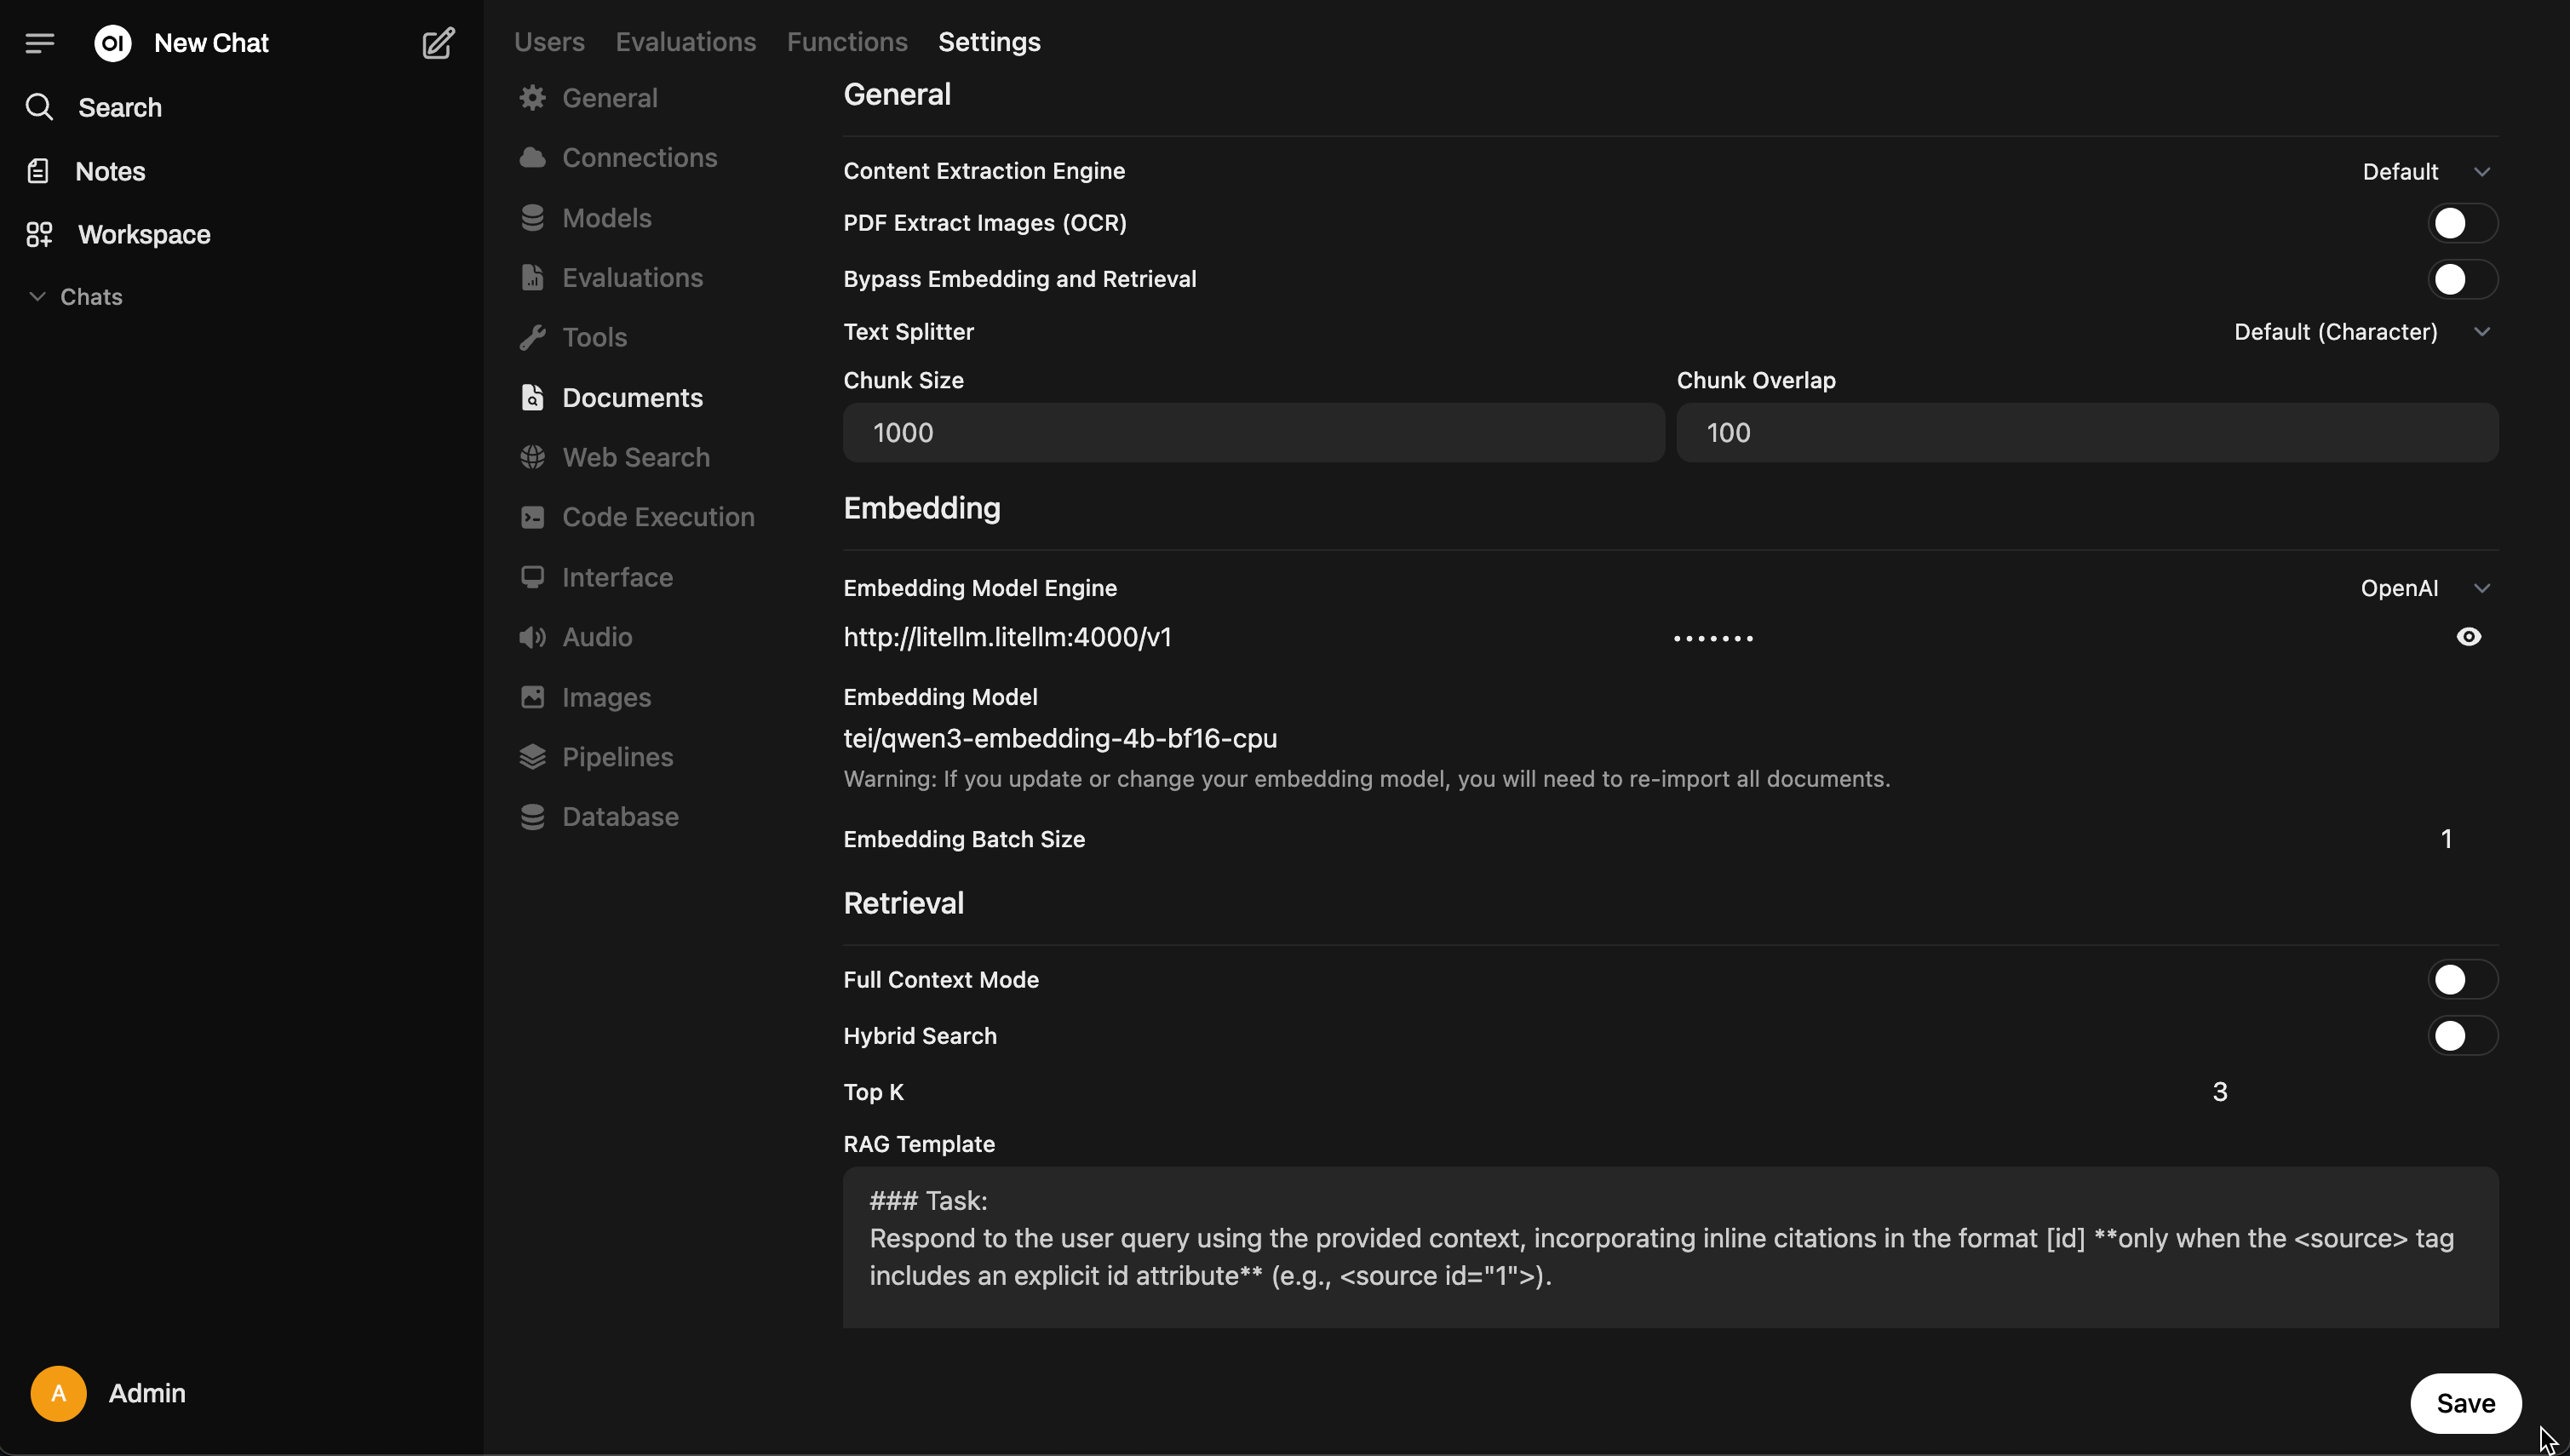 OI New Chat
Search
Notes
Workspace
Chats
A Admin
Users Evaluations Functions Settings
General
Connections
Models
Evaluations
Tools
Documents
Web Search
Code Execution
Interface
Audio
Images
Pipelines
Database
General
Content Extraction Engine Default
PDF Extract Images (OCR)
Bypass Embedding and Retrieval
Text Splitter Default (Character)
Chunk Size Chunk Overlap
1000 100
Embedding
Embedding Model Engine OpenAI
http://litellm.litellm:4000/v1 •••••••
Embedding Model
tei/qwen3-embedding-4b-bf16-cpu
Warning: If you update or change your embedding model, you will need to re-import all documents.
Embedding Batch Size 1
Retrieval
Full Context Mode
Hybrid Search
Top K 3
RAG Template
### Task:
Respond to the user query using the provided context, incorporating inline citations in the format [id] **only when the <source> tag
includes an explicit id attribute** (e.g., <source id="1">).
Save